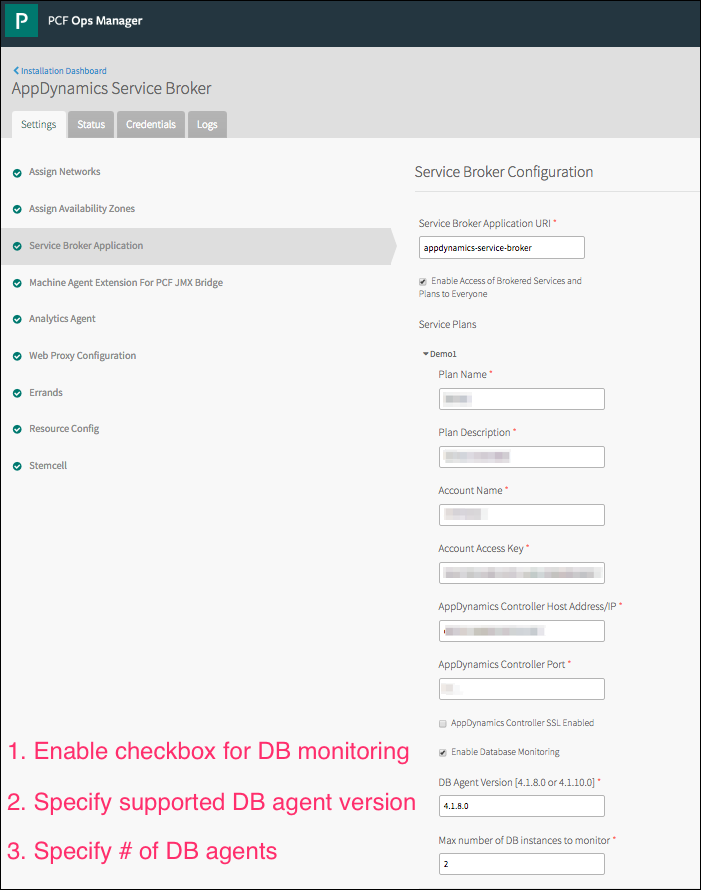 P PCF Ops Manager
Installation Dashboard
AppDynamics Service Broker
Settings Status Credentials Logs
Assign Networks
Assign Availability Zones
Service Broker Application
Machine Agent Extension For PCF JMX Bridge
Analytics Agent
Web Proxy Configuration
Errands
Resource Config
Stemcell
Service Broker Configuration
Service Broker Application URI *
appdynamics-service-broker
Enable Access of Brokered Services and
Plans to Everyone
Service Plans
Demo1
Plan Name *
Plan Description *
Account Name *
Account Access Key *
AppDynamics Controller Host Address/IP *
AppDynamics Controller Port *
AppDynamics Controller SSL Enabled
Enable Database Monitoring
DB Agent Version [4.1.8.0 or 4.1.10.0] *
4.1.8.0
Max number of DB instances to monitor *
2
1. Enable checkbox for DB monitoring
2. Specify supported DB agent version
3. Specify # of DB agents